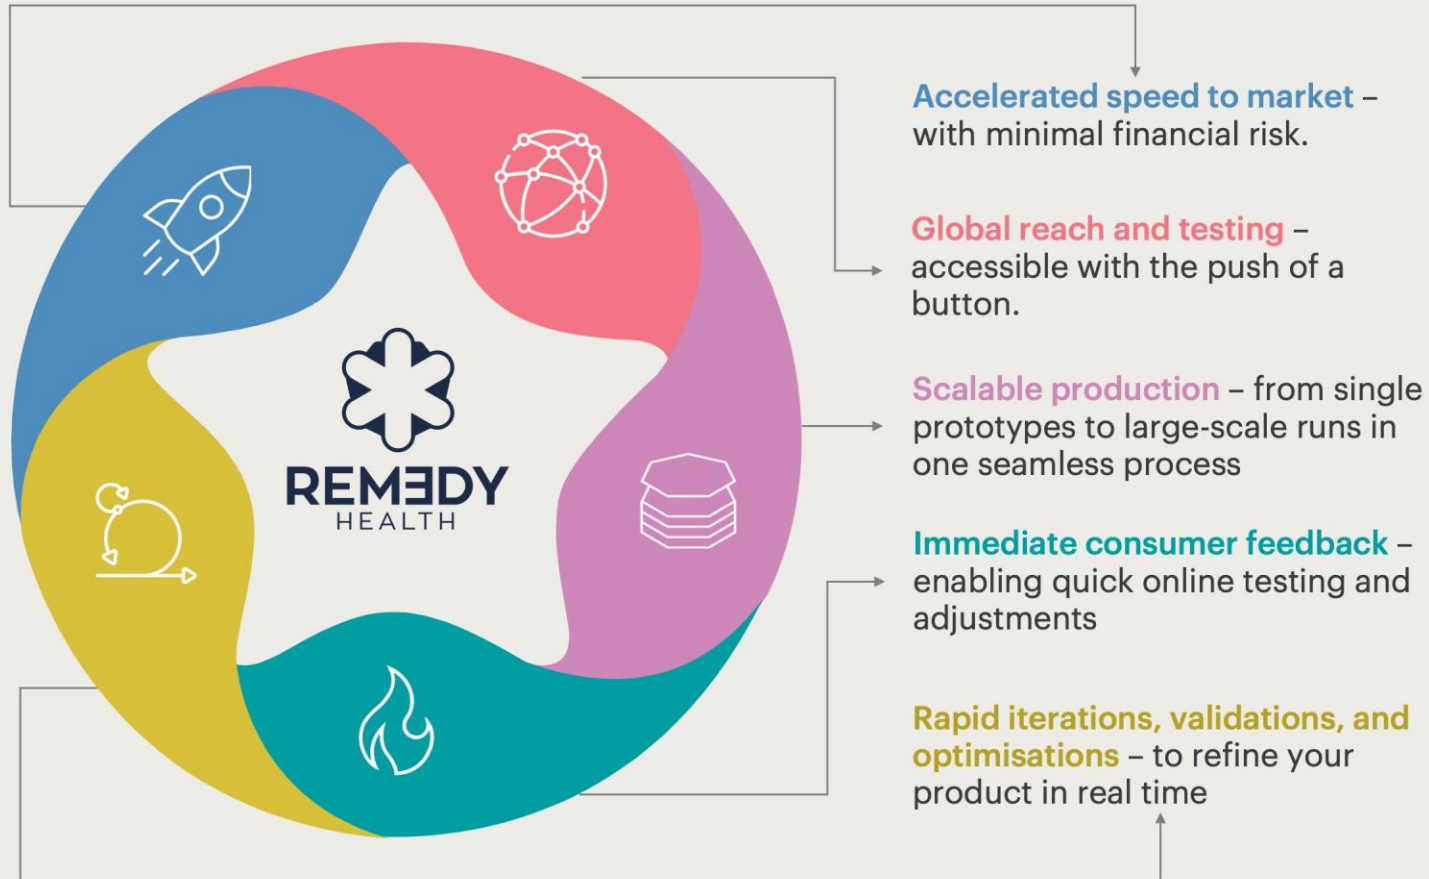 Accelerated speed to market –
with minimal financial risk.
Global reach and testing –
accessible with the push of a
button.
Scalable production – from single
prototypes to large-scale runs in
one seamless process
Immediate consumer feedback –
enabling quick online testing and
adjustments
Rapid iterations, validations, and
optimisations – to refine your
product in real time
REMƎDY
HEALTH